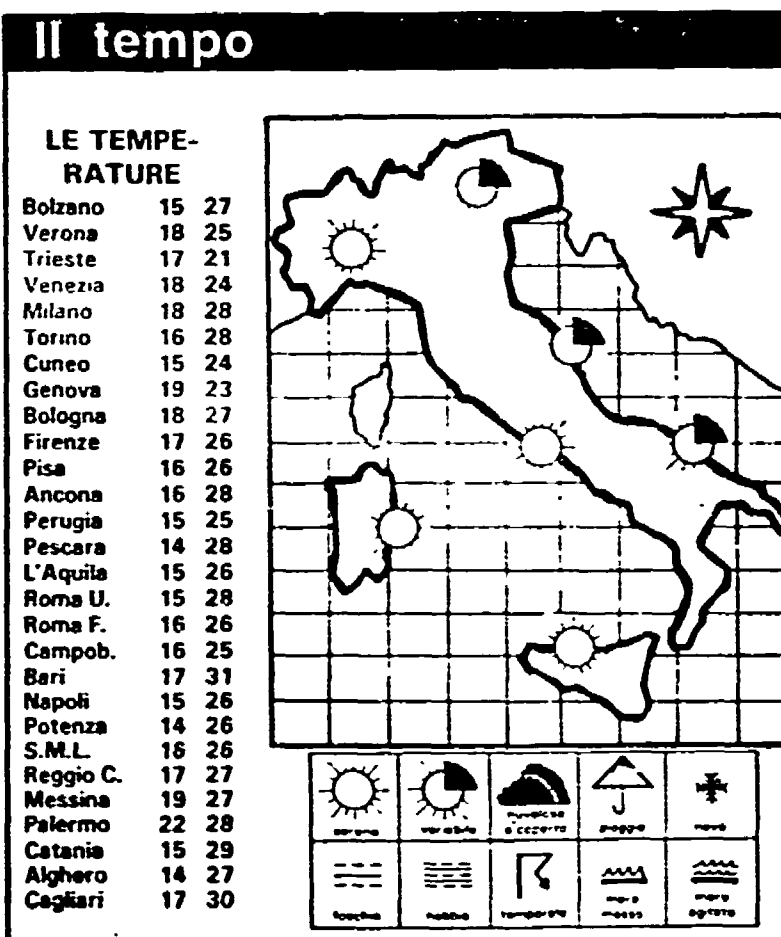 Il tempo
LE TEMPE-
RATURE
Bolzano 15 27
Verona 18 25
Trieste 17 21
Venezia 18 24
Milano 18 28
Torino 16 28
Cuneo 15 24
Genova 19 23
Bologna 18 27
Firenze 17 26
Pisa 16 26
Ancona 16 28
Perugia 15 25
Pescara 14 28
L'Aquila 15 26
Roma U. 15 28
Roma F. 16 26
Campob. 16 25
Bari 17 31
Napoli 15 26
Potenza 14 26
S.M.L. 16 26
Reggio C. 17 27
Messina 19 27
Palermo 22 28
Catania 15 29
Alghero 14 27
Cagliari 17 30
sereno variabile nuvoloso o coperto pioggia neve
foschia nebbia temporale mare mosso mare agitato